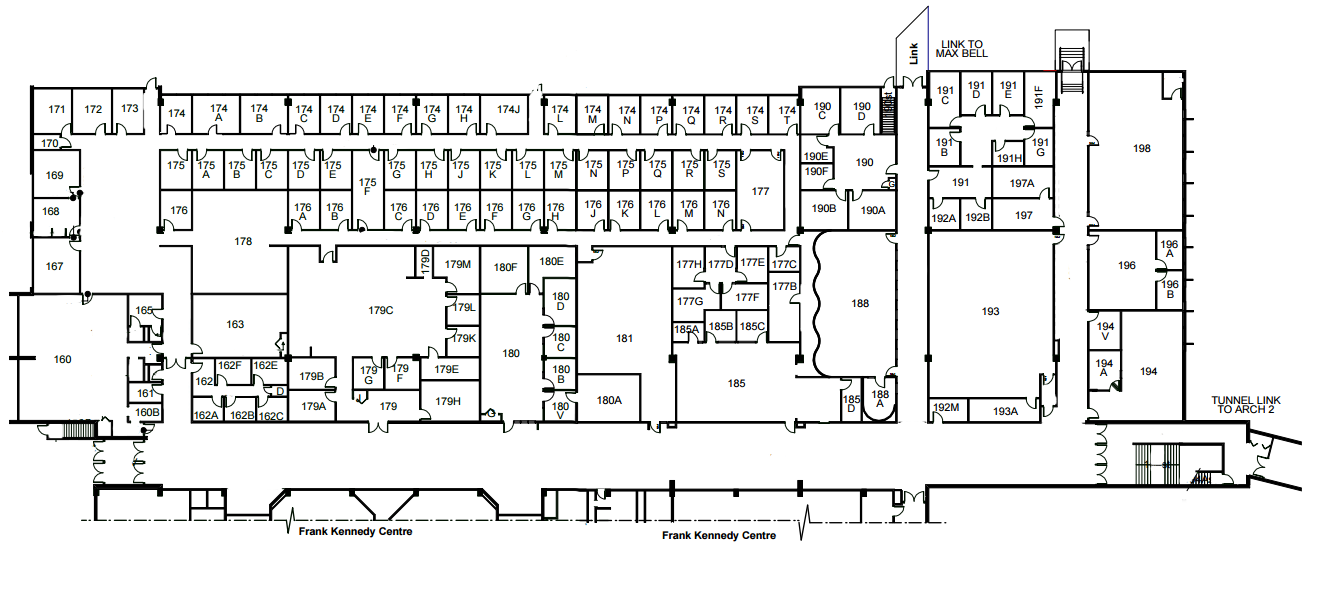 LINK TO
MAX BELL
Link
171 172 173
174
174
A
174
B
174
C
174
D
174
E
174
F
174
G
174
H
174J
174
L
174
M
174
N
174
P
174
Q
174
R
174
S
174
T
190
C
190
D
191
C
191
D
191
E
191F
198
170
169
168
167
175
175
A
175
B
175
C
175
D
175
E
175
F
175
G
175
H
175
J
175
K
175
L
175
M
175
N
175
P
175
Q
175
R
175
S
177
190E
190F
190
G
191
B
191H
191
G
191
197A
176
176
A
176
B
176
C
176
D
176
E
176
F
176
G
176
H
176
J
176
K
176
L
176
M
176
N
190B
190A
192A
192B
197
178
179D
179M
180F
180E
177H
177D
177E
177C
196
196
A
196
B
165
163
179C
179L
179K
180
D
181
177G
177F
177B
188
193
185A
185B
185C
160
180
180
C
194
V
162F
162E
162
D
179B
179
G
179
F
179E
180
B
185
194
A
194
161
160B
162A
162B
162C
179A
179
179H
180
V
180A
185
D
188
A
192M
193A
TUNNEL LINK
TO ARCH 2
Frank Kennedy Centre
Frank Kennedy Centre